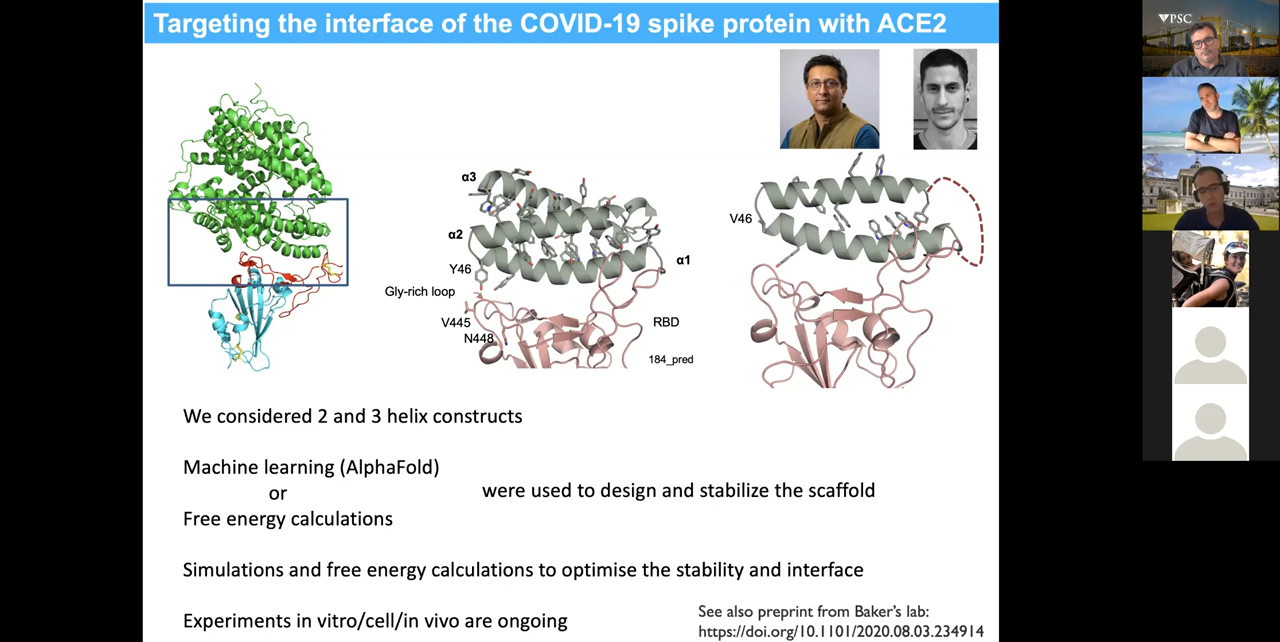 Targeting the interface of the COVID-19 spike protein with ACE2
PSC
α3
α2
α1
Y46
Gly-rich loop
V445
N448
RBD
184_pred
V46
We considered 2 and 3 helix constructs
Machine learning (AlphaFold)
or
were used to design and stabilize the scaffold
Free energy calculations
Simulations and free energy calculations to optimise the stability and interface
Experiments in vitro/cell/in vivo are ongoing
See also preprint from Baker's lab:
https://doi.org/10.1101/2020.08.03.234914